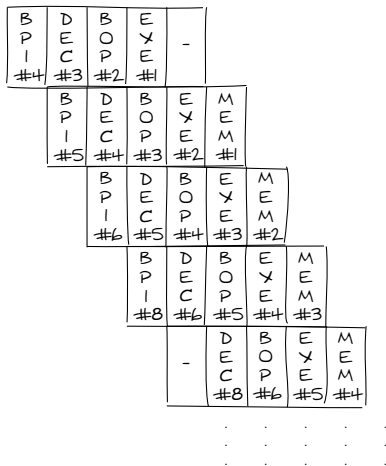 B D B E
P E O X -
I C P E
#4 #3 #2 #1
B D B E M
P E O X E
I C P E M
#5 #4 #3 #2 #1
B D B E M
P E O X E
I C P E M
#6 #5 #4 #3 #2
B D B E M
P E O X E
I C P E M
#8 #6 #5 #4 #3
D B E M
- E O X E
C P E M
#8 #6 #5 #4
. . . . .
. . . . .
. . . . .